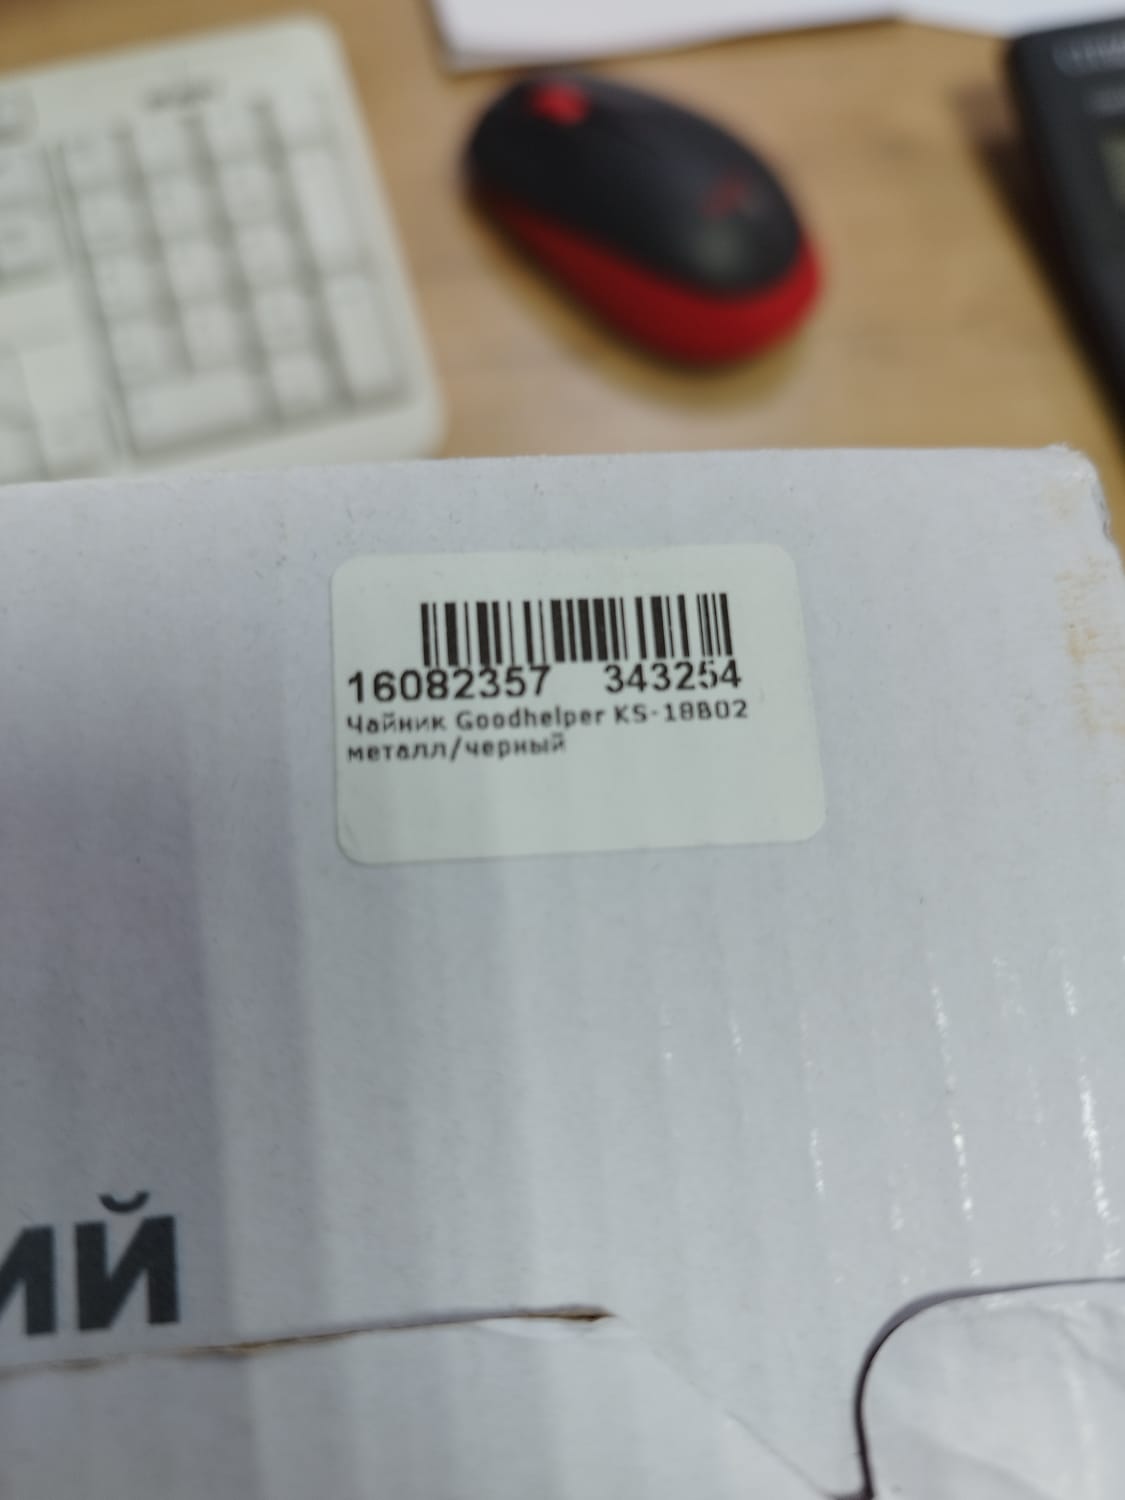 16082357 343254
Чайник Goodhelper KS-18B02
металл/черный
ИЙ